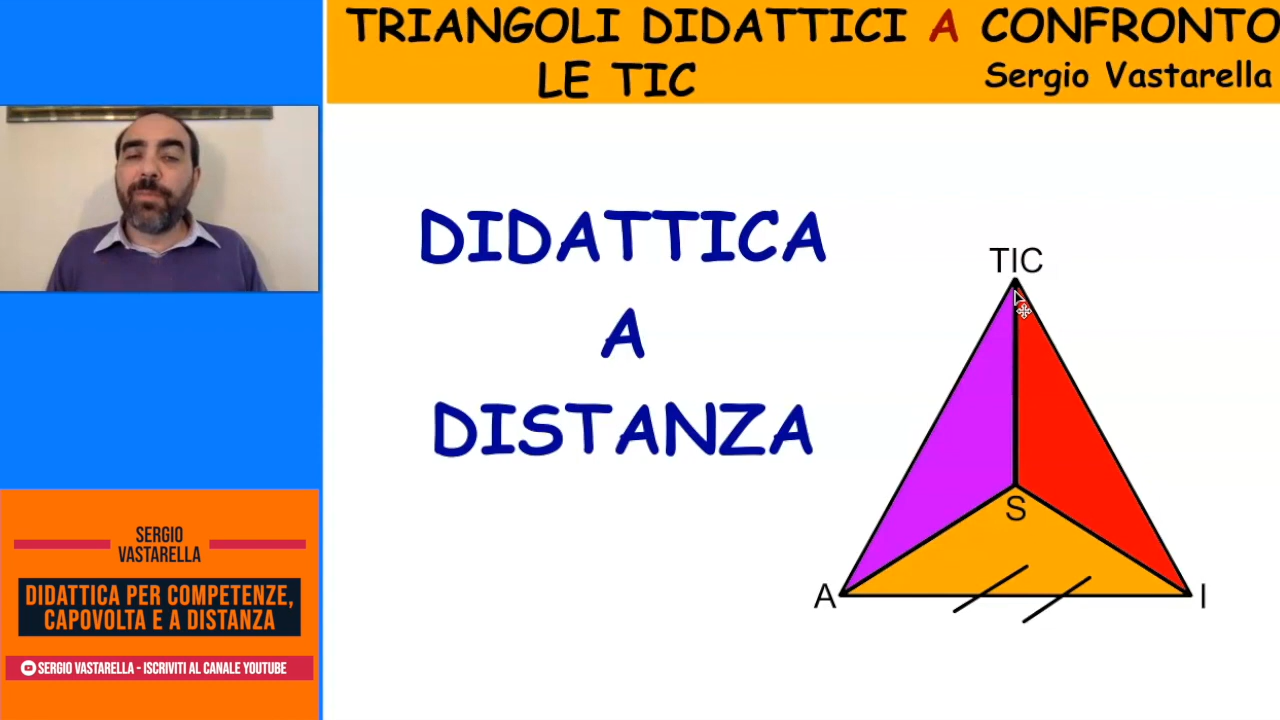 TRIANGOLI DIDATTICI A CONFRONTO
LE TIC
Sergio Vastarella
DIDATTICA
A
DISTANZA
TIC
S
A
I
SERGIO
VASTARELLA
DIDATTICA PER COMPETENZE,
CAPOVOLTA E A DISTANZA
SERGIO VASTARELLA - ISCRIVITI AL CANALE YOUTUBE